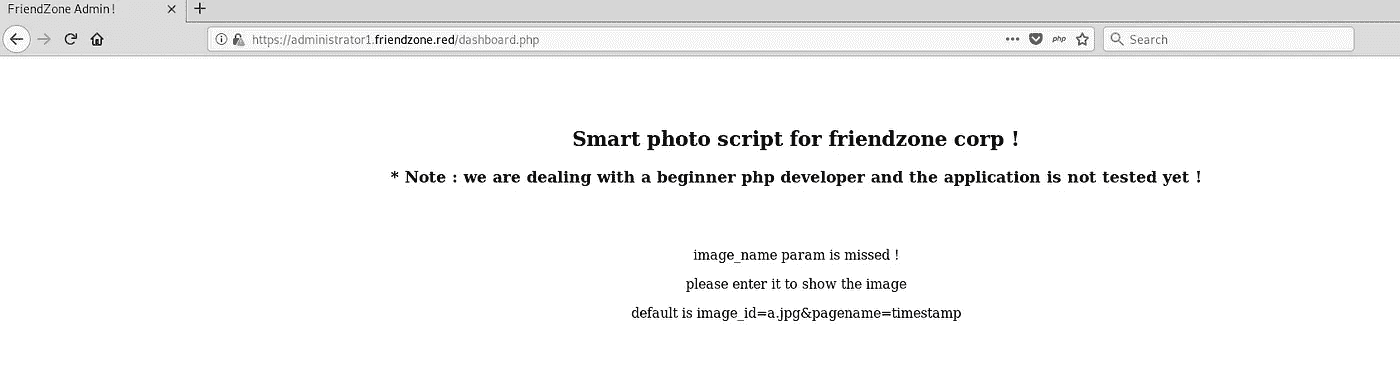 FriendZone Admin !
https://administrator1.friendzone.red/dashboard.php
php
Search
Smart photo script for friendzone corp !
* Note : we are dealing with a beginner php developer and the application is not tested yet !
image_name param is missed !
please enter it to show the image
default is image_id=a.jpg&pagename=timestamp